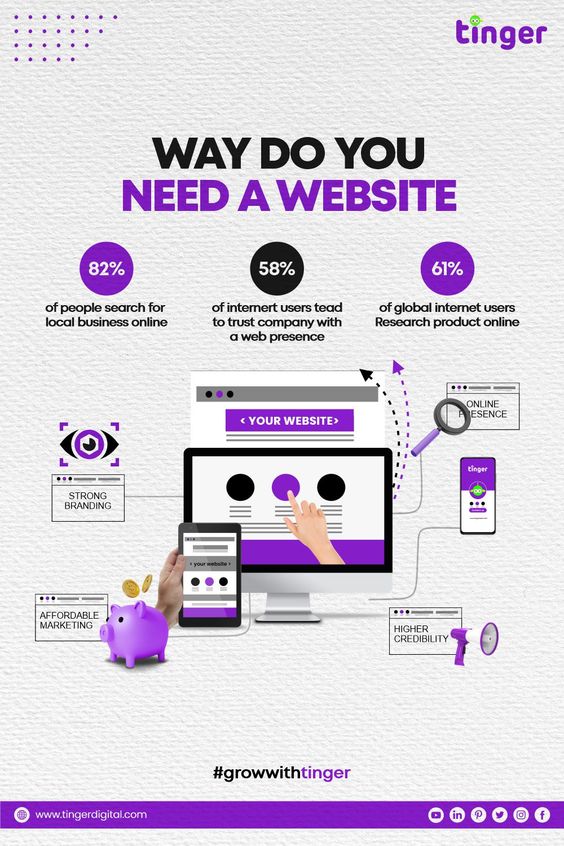 tinger
WAY DO YOU
NEED A WEBSITE
82%
58%
61%
of people search for
local business online
of internert users tead
to trust company with
a web presence
of global internet users
Research product online
< YOUR WEBSITE>
ONLINE
PRESENCE
STRONG
BRANDING
tinger
< your website >
AFFORDABLE
MARKETING
HIGHER
CREDIBILITY
#growwithtinger
www.tingerdigital.com